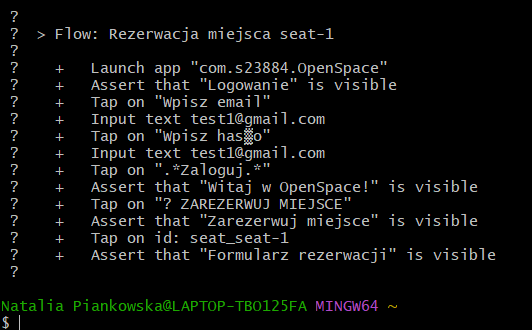 ?
? > Flow: Rezerwacja miejsca seat-1
?
? + Launch app "com.s23884.OpenSpace"
? + Assert that "Logowanie" is visible
? + Tap on "Wpisz email"
? + Input text test1@gmail.com
? + Tap on "Wpisz has▒o"
? + Input text test1@gmail.com
? + Tap on ".*Zaloguj.*"
? + Assert that "Witaj w OpenSpace!" is visible
? + Tap on "? ZAREZERWUJ MIEJSCE"
? + Assert that "Zarezerwuj miejsce" is visible
? + Tap on id: seat_seat-1
? + Assert that "Formularz rezerwacji" is visible
?
Natalia Piankowska@LAPTOP-TBO125FA MINGW64 ~
$